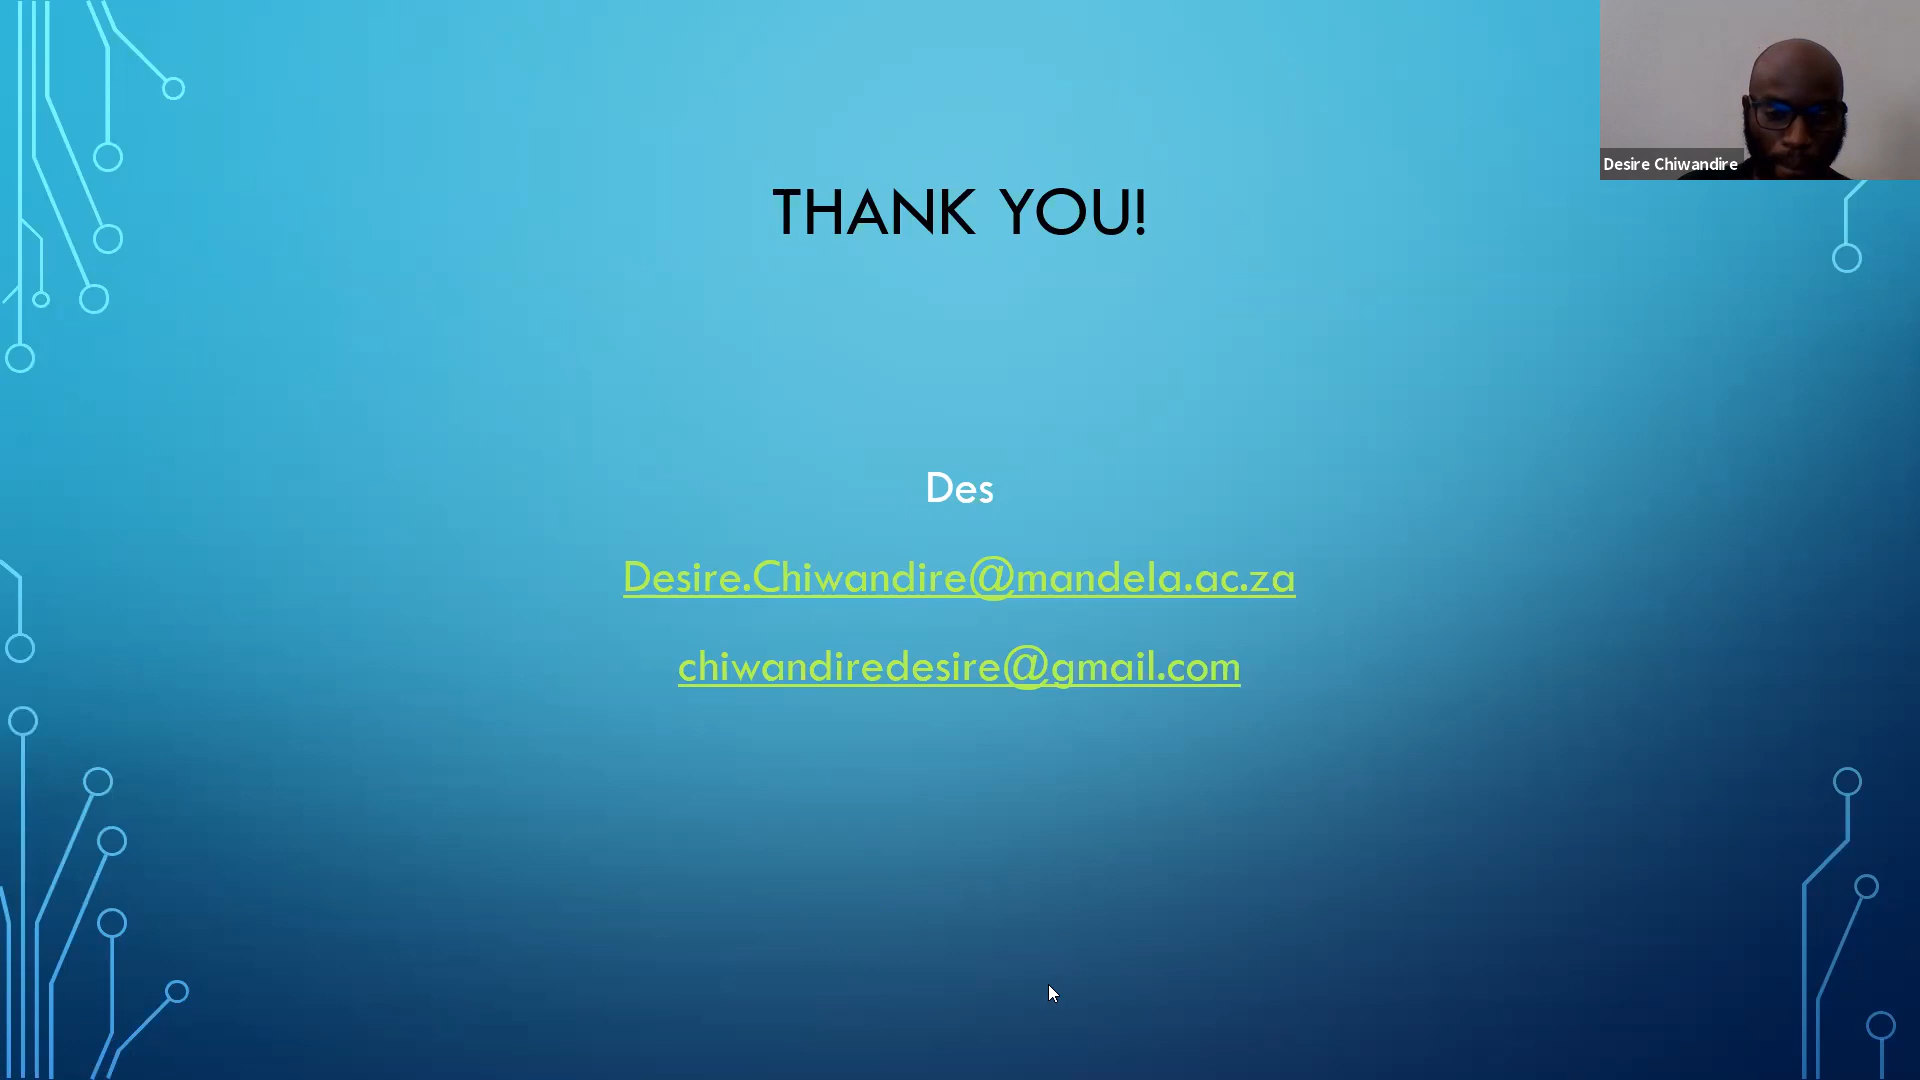 Desire Chiwandire
THANK YOU!
Des
Desire.Chiwandire@mandela.ac.za
chiwandiredesire@gmail.com